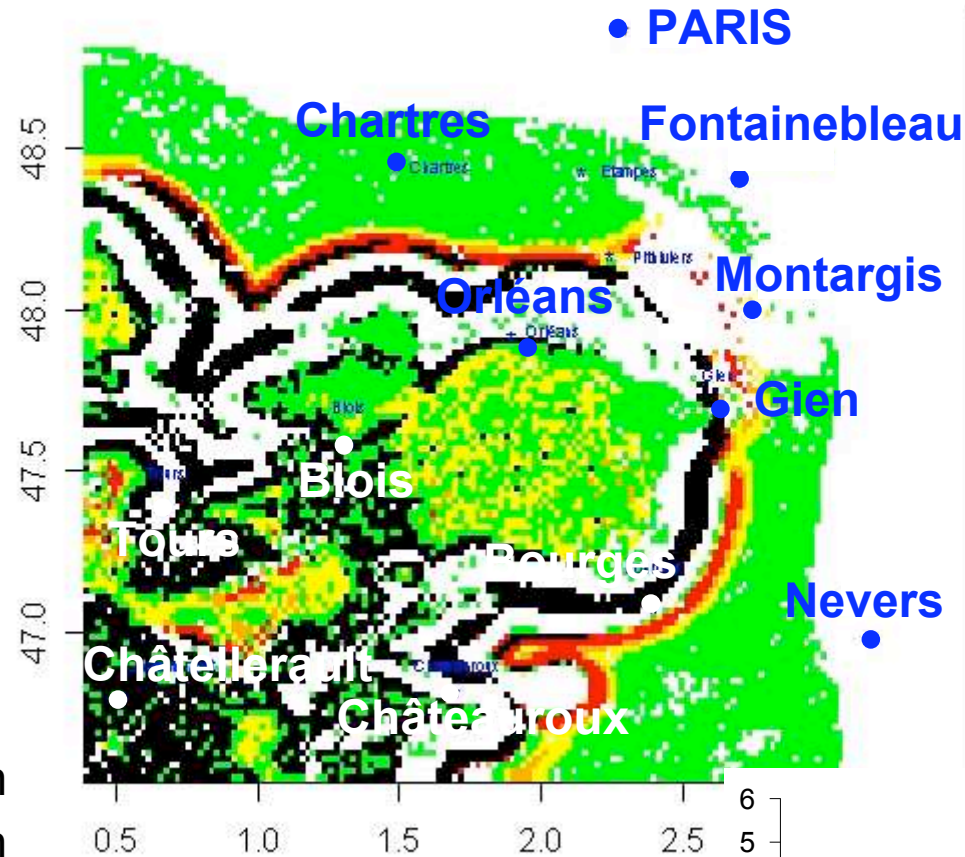 PARIS
Chartres
Fontainebleau
48.5
Chartres
Etampes
Montargis
Orléans
48.0
Orléans
Gien
Gien
Blois
47.5
Blois
Tours
Bourges
Nevers
47.0
Châtellerault
Châteauroux
6
0.5 1.0 1.5 2.0 2.5 5